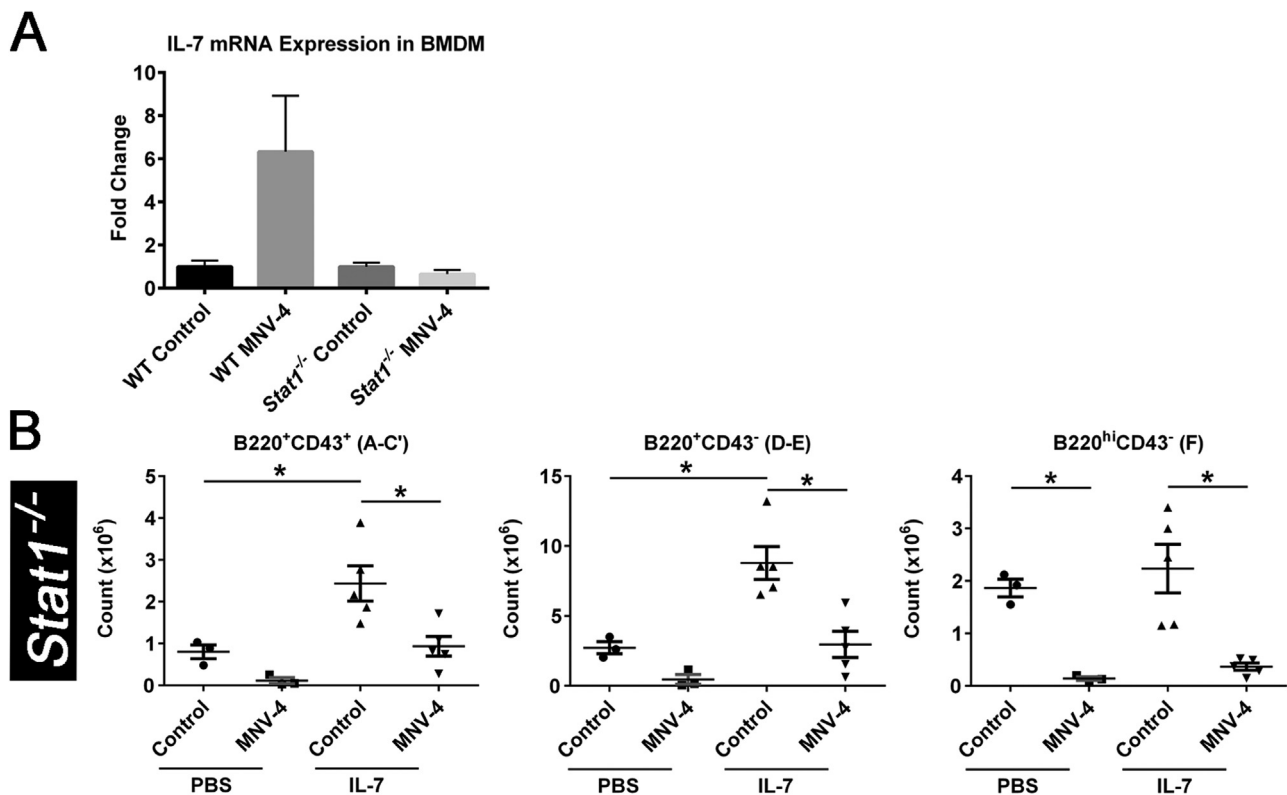 A
IL-7 mRNA Expression in BMDM
Fold Change
10
8
6
4
2
0
WT Control
WT MNV-4
Stat1-/- Control
Stat1-/- MNV-4
B
Stat1-/-
B220+CD43+ (A-C')
Count (x10⁶)
5
4
3
2
1
0
*
*
Control
MNV-4
Control
MNV-4
PBS
IL-7
B220+CD43- (D-E)
Count (x10⁶)
15
10
5
0
*
*
Control
MNV-4
Control
MNV-4
PBS
IL-7
B220hiCD43- (F)
Count (x10⁶)
4
3
2
1
0
*
*
Control
MNV-4
Control
MNV-4
PBS
IL-7